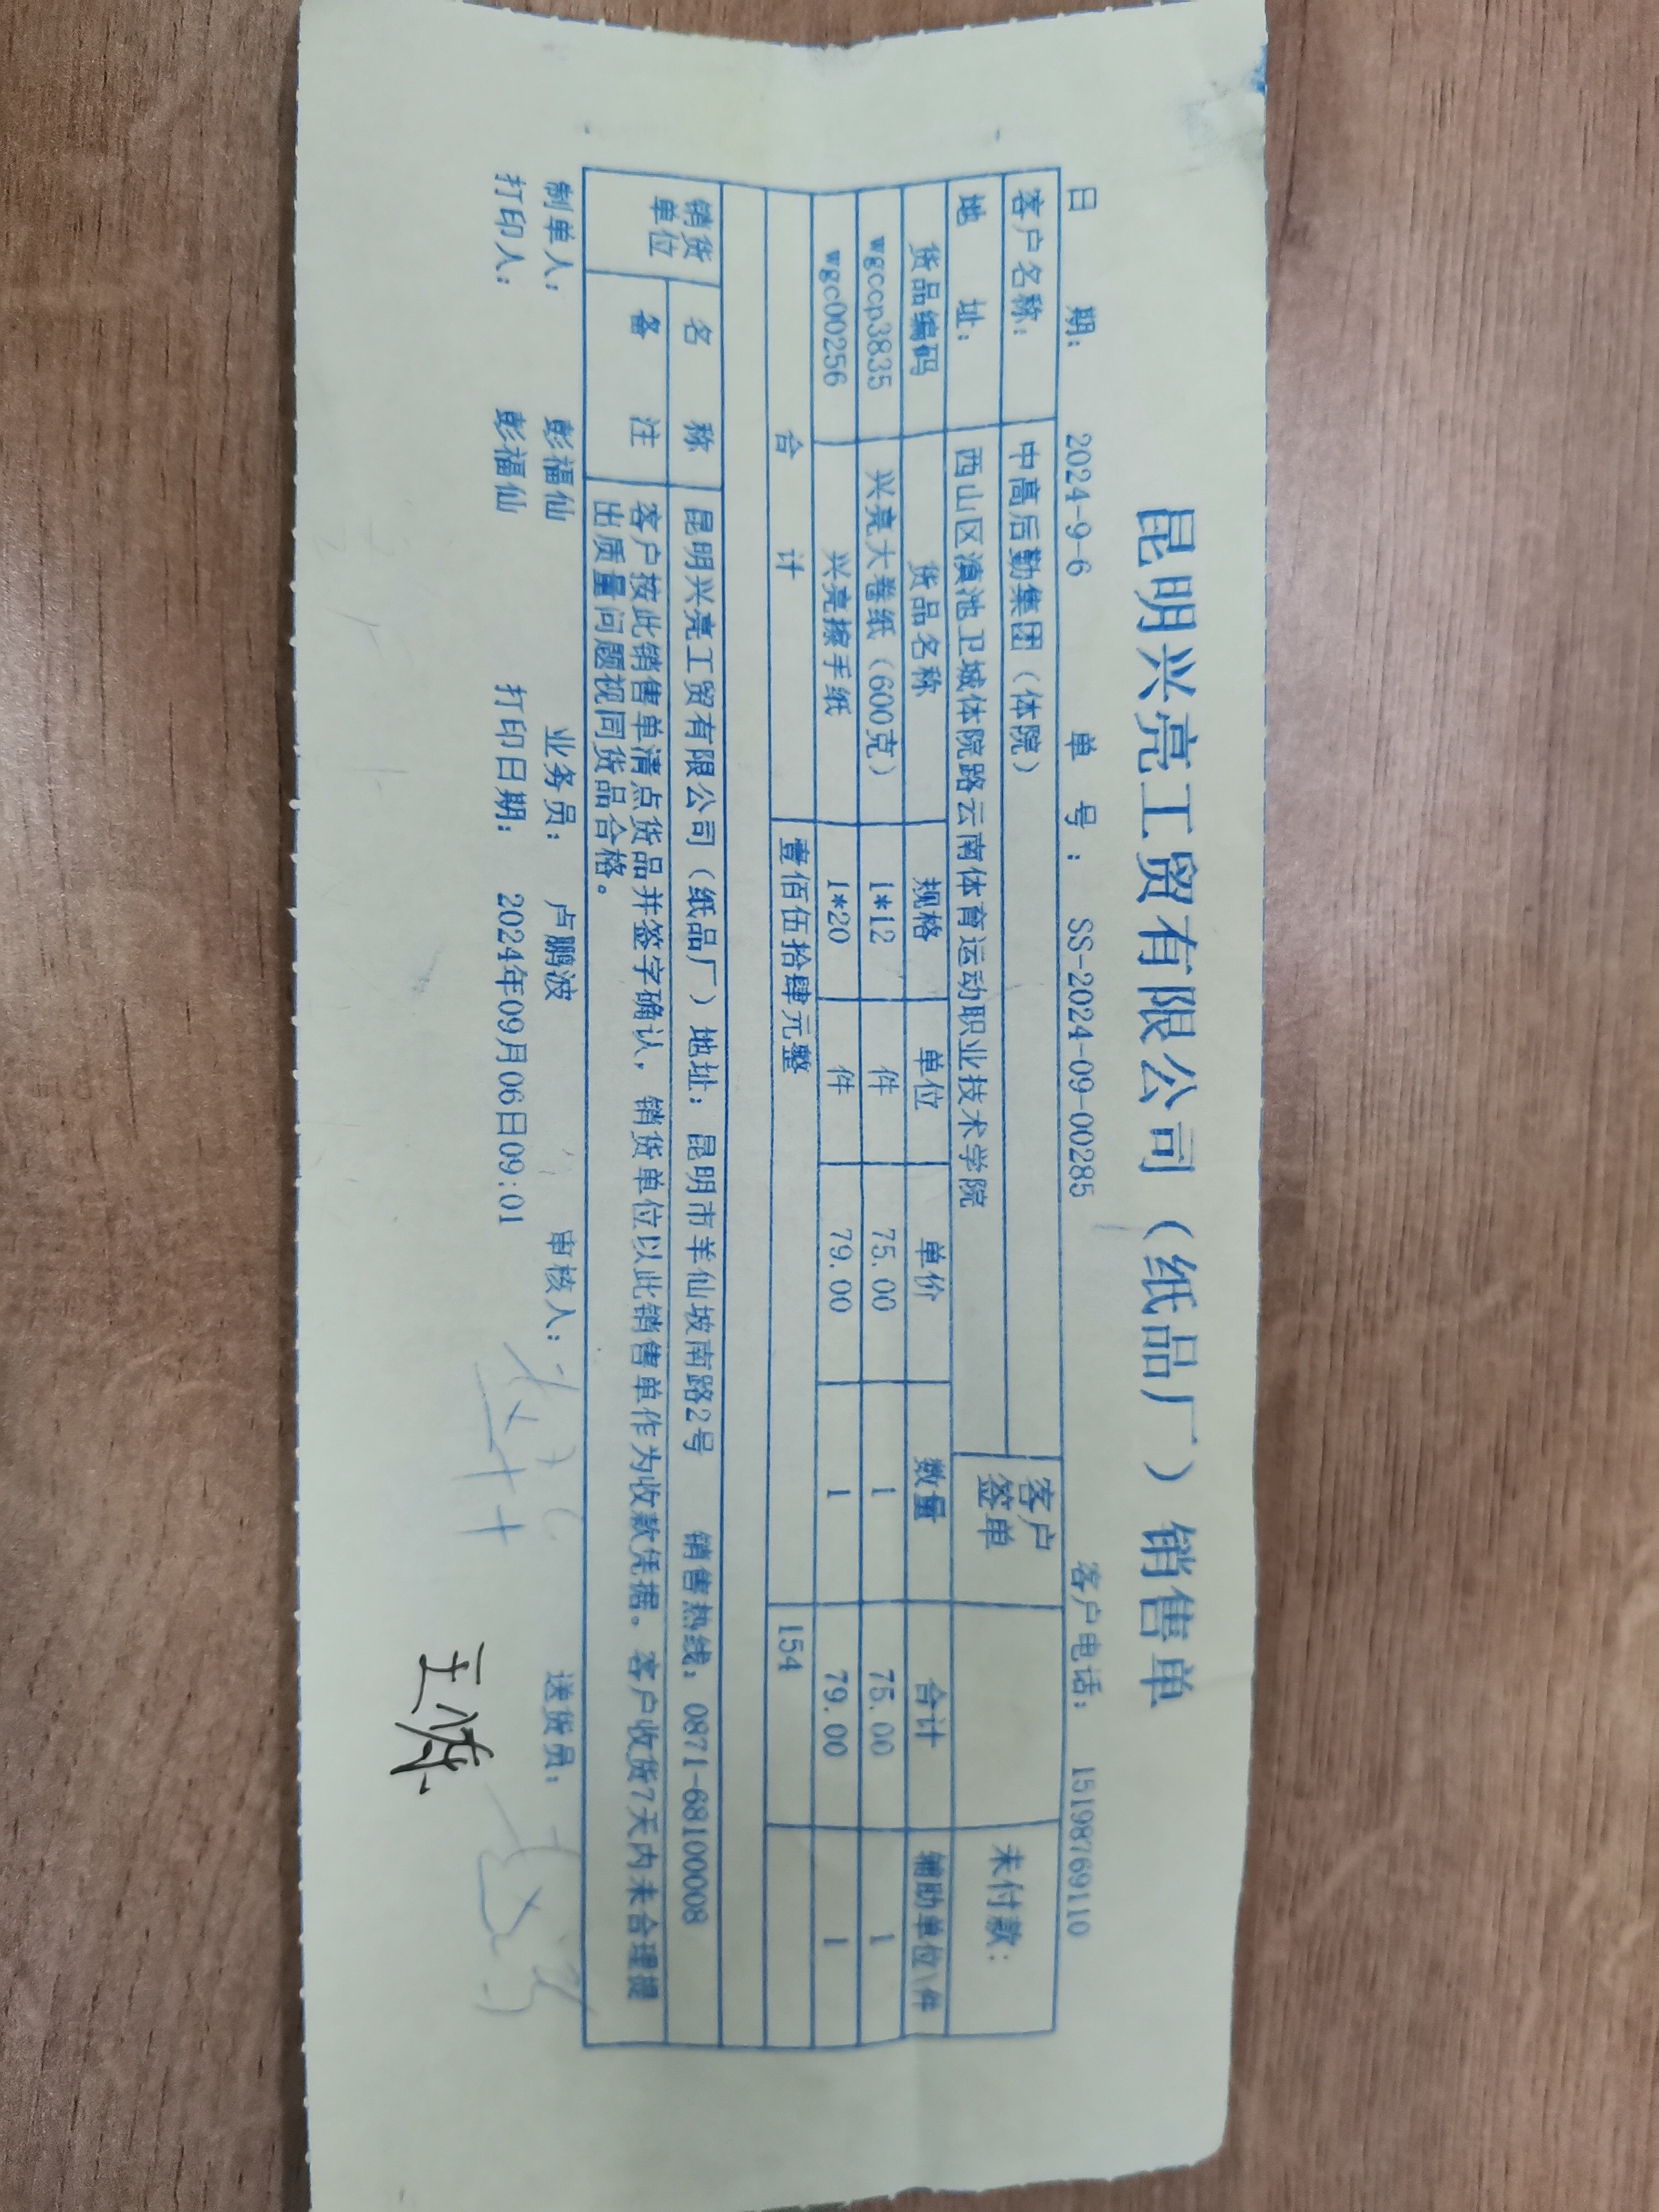 昆明兴亮工贸有限公司（纸品厂）销售单
日 期： 2024-9-6 单 号： SS-2024-09-00285 客户电话： 15198769110
客户名称： 中高后勤集团（体院） 客户签单 未付款：
地 址： 西山区滇池卫城体院路云南体育运动职业技术学院
货品编码 货品名称 规格 单位 单价 数量 合计 辅助单位\件
wgccp3835 兴亮大卷纸（600克） 1*12 件 75.00 1 75.00 1
wgc00256 兴亮擦手纸 1*20 件 79.00 1 79.00 1
合 计 壹佰伍拾肆元整 154
销货单位 名 称 昆明兴亮工贸有限公司（纸品厂）地址：昆明市羊仙坡南路2号 销售热线：0871-68100008
备 注 客户按此销售单清点货品并签字确认，销货单位以此销售单作为收款凭据。客户收货7天内未合理提
出质量问题视同货品合格。
制单人： 彭福仙 业务员： 卢鹏波 审核人： 送货员：
打印人： 彭福仙 打印日期： 2024年09月06日09:01